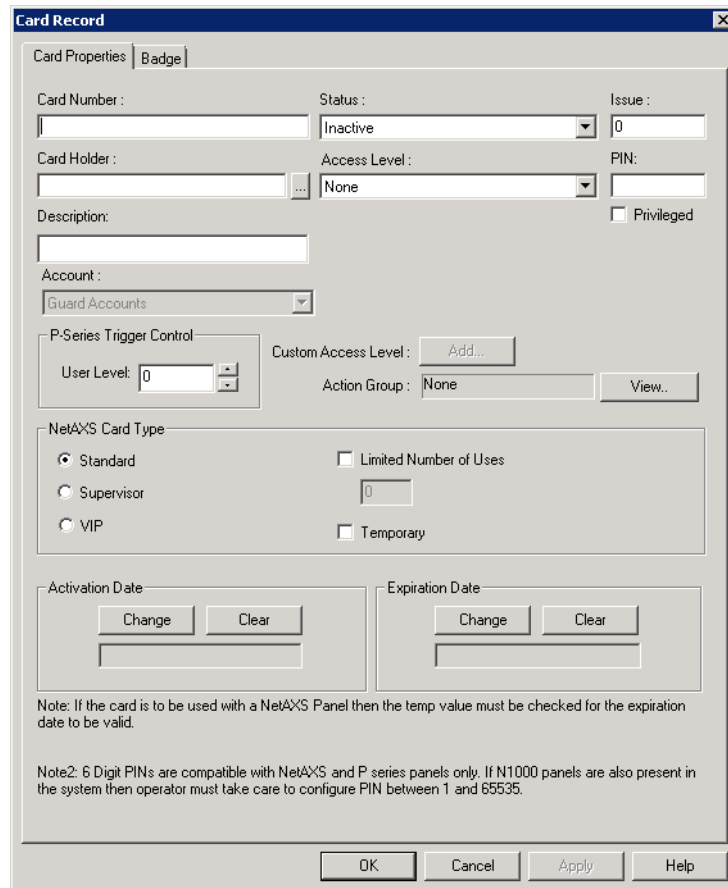 Card Record
Card Properties Badge
Card Number : Status : Issue :
Inactive 0
Card Holder : Access Level : PIN:
... None
Description: Privileged
Account :
Guard Accounts
P-Series Trigger Control
User Level: 0
Custom Access Level : Add...
Action Group : None View..
NetAXS Card Type
Standard Limited Number of Uses
Supervisor 0
VIP Temporary
Activation Date Expiration Date
Change Clear Change Clear
Note: If the card is to be used with a NetAXS Panel then the temp value must be checked for the expiration
date to be valid.
Note2: 6 Digit PINs are compatible with NetAXS and P series panels only. If N1000 panels are also present in
the system then operator must take care to configure PIN between 1 and 65535.
OK Cancel Apply Help